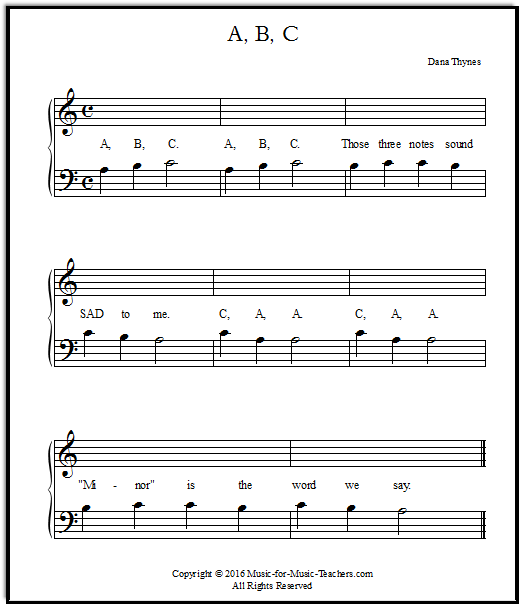 A, B, C
Dana Thynes
A, B, C. A, B, C. Those three notes sound
SAD to me. C, A, A. C, A, A.
"Mi - nor" is the word we say.
Copyright © 2016 Music-for-Music-Teachers.com
All Rights Reserved